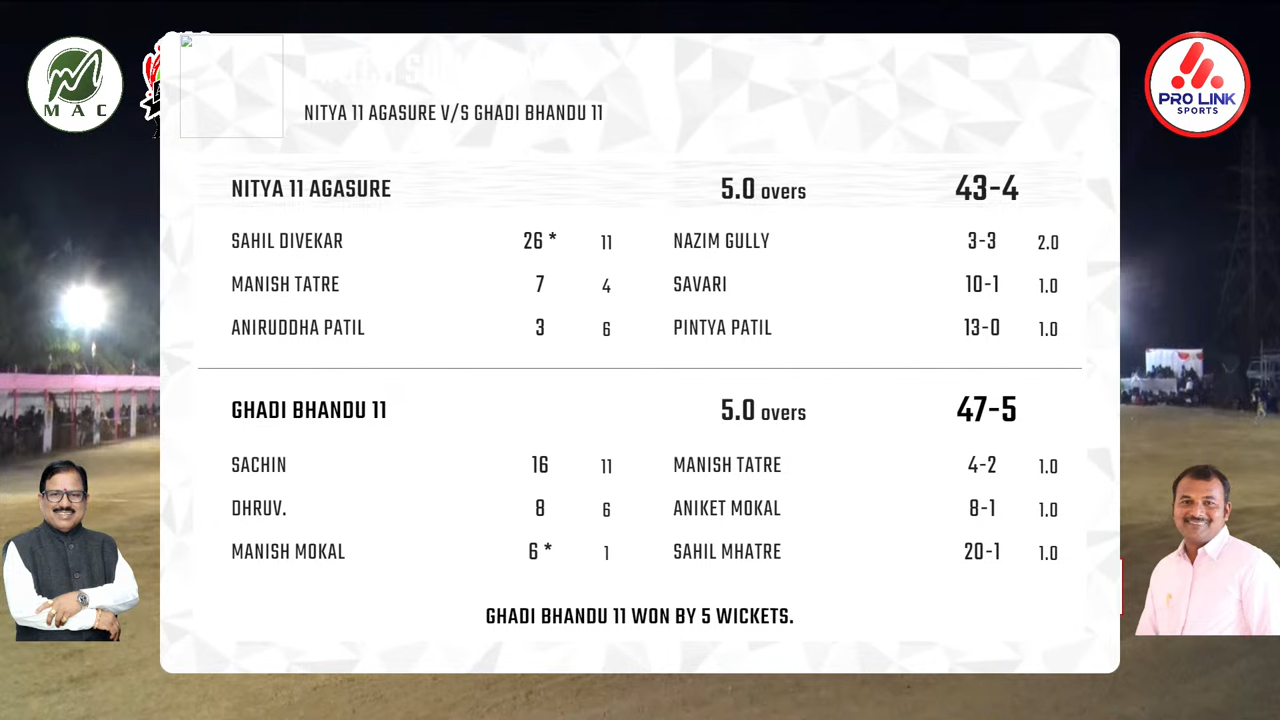 MAC
PRO LINK
SPORTS
NITYA 11 AGASURE V/S GHADI BHANDU 11
NITYA 11 AGASURE 5.0 overs 43-4
SAHIL DIVEKAR 26 * 11 NAZIM GULLY 3-3 2.0
MANISH TATRE 7 4 SAVARI 10-1 1.0
ANIRUDDHA PATIL 3 6 PINTYA PATIL 13-0 1.0
GHADI BHANDU 11 5.0 overs 47-5
SACHIN 16 11 MANISH TATRE 4-2 1.0
DHRUV. 8 6 ANIKET MOKAL 8-1 1.0
MANISH MOKAL 6 * 1 SAHIL MHATRE 20-1 1.0
GHADI BHANDU 11 WON BY 5 WICKETS.